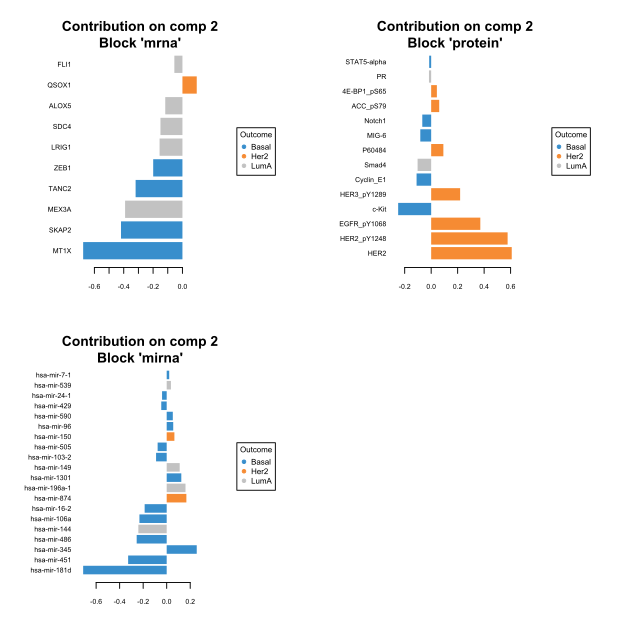 Contribution on comp 2
Block 'mrna'
FLI1
QSOX1
ALOX5
SDC4
LRIG1
ZEB1
TANC2
MEX3A
SKAP2
MT1X
-0.6 -0.4 -0.2 0.0
Outcome
Basal
Her2
LumA
Contribution on comp 2
Block 'protein'
STAT5-alpha
PR
4E-BP1_pS65
ACC_pS79
Notch1
MIG-6
P60484
Smad4
Cyclin_E1
HER3_pY1289
c-Kit
EGFR_pY1068
HER2_pY1248
HER2
-0.2 0.0 0.2 0.4 0.6
Outcome
Basal
Her2
LumA
Contribution on comp 2
Block 'mirna'
hsa-mir-7-1
hsa-mir-539
hsa-mir-24-1
hsa-mir-429
hsa-mir-590
hsa-mir-96
hsa-mir-150
hsa-mir-505
hsa-mir-103-2
hsa-mir-149
hsa-mir-1301
hsa-mir-196a-1
hsa-mir-874
hsa-mir-16-2
hsa-mir-106a
hsa-mir-144
hsa-mir-486
hsa-mir-345
hsa-mir-451
hsa-mir-181d
-0.6 -0.4 -0.2 0.0 0.2
Outcome
Basal
Her2
LumA